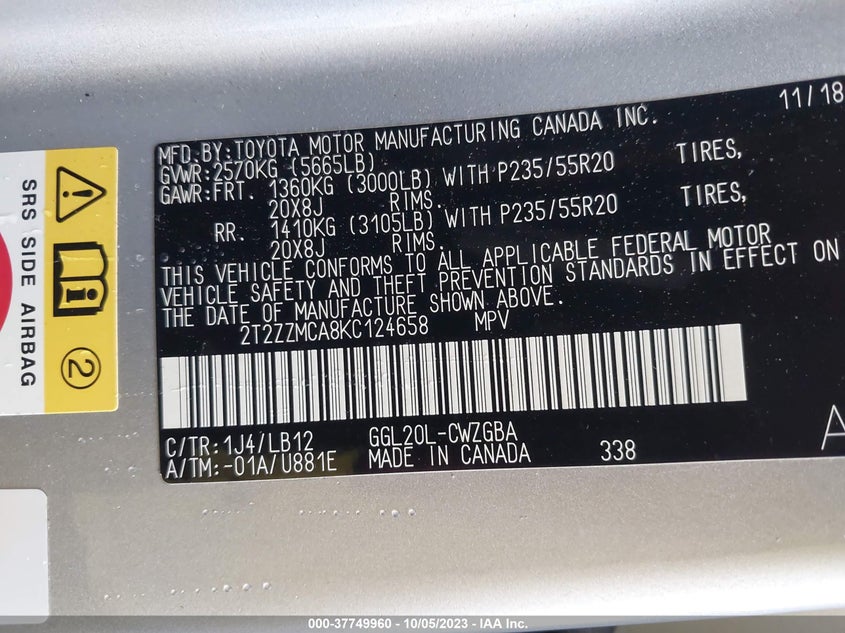 11/18
MFD.BY:TOYOTA MOTOR MANUFACTURING CANADA INC.
GVWR:2570KG (5665LB)
GAWR:FRT. 1360KG (3000LB) WITH P235/55R20 TIRES,
20X8J RIMS.
RR. 1410KG (3105LB) WITH P235/55R20 TIRES,
20X8J RIMS.
THIS VEHICLE CONFORMS TO ALL APPLICABLE FEDERAL MOTOR
VEHICLE SAFETY AND THEFT PREVENTION STANDARDS IN EFFECT ON
THE DATE OF MANUFACTURE SHOWN ABOVE.
2T2ZZMCA8KC124658 MPV
C/TR:1J4/LB12 GGL20L-CWZGBA
A/TM:-01A/U881E MADE IN CANADA 338
A
SRS SIDE AIRBAG
2
000-37749960 - 10/05/2023 - IAA Inc.